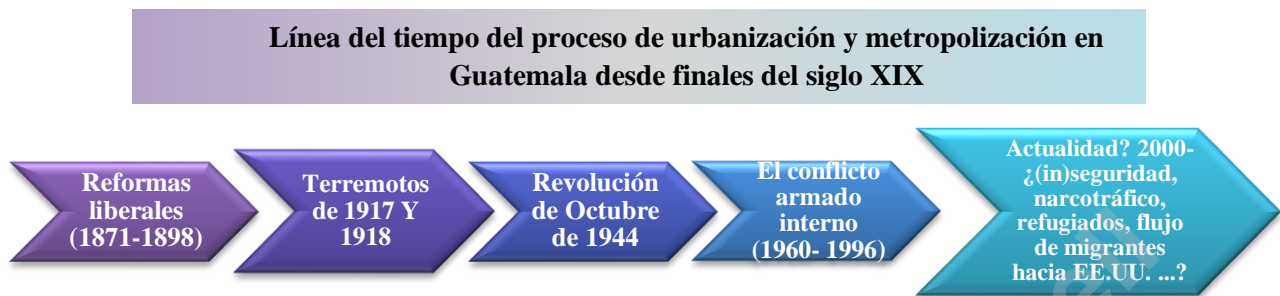 Línea del tiempo del proceso de urbanización y metropolización en
Guatemala desde finales del siglo XIX
Reformas
liberales
(1871-1898)
Terremotos
de 1917 Y
1918
Revolución
de Octubre
de 1944
El conflicto
armado
interno
(1960- 1996)
Actualidad? 2000-
¿(in)seguridad,
narcotráfico,
refugiados, flujo
de migrantes
hacia EE.UU. ...?